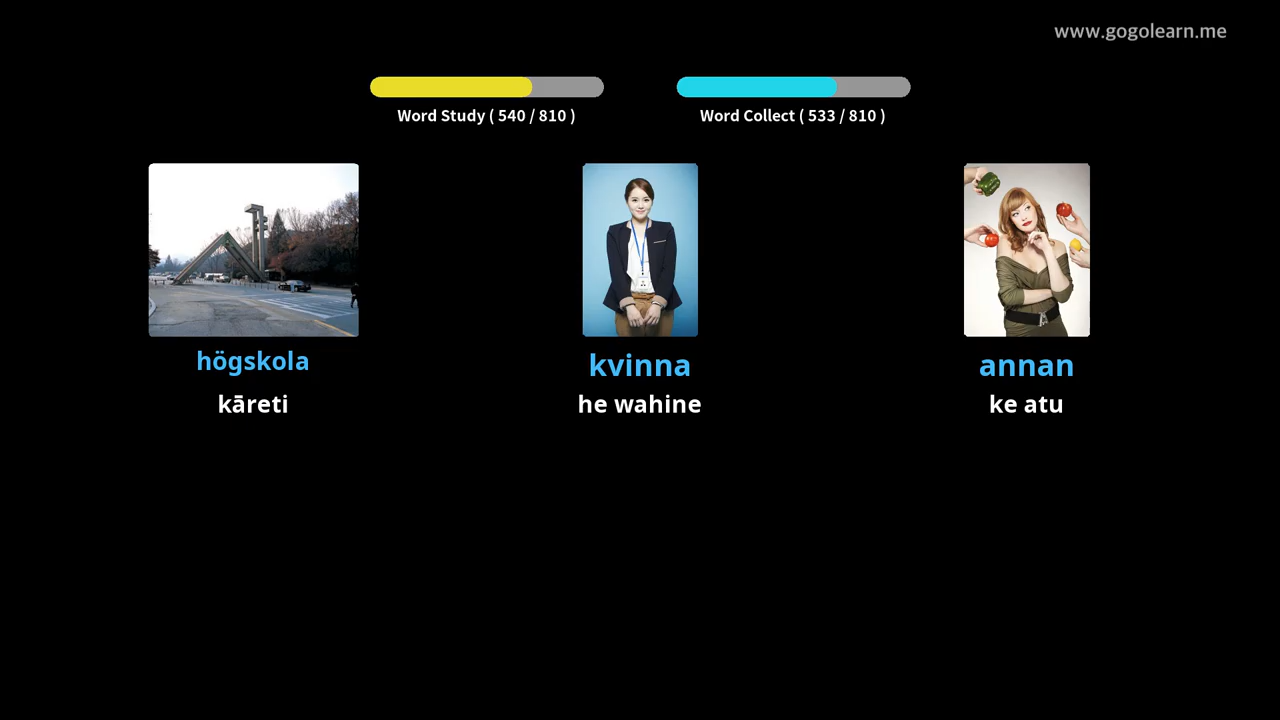 www.gogolearn.me
Word Study ( 540 / 810 )
Word Collect ( 533 / 810 )
högskola
kvinna
annan
kāreti
he wahine
ke atu